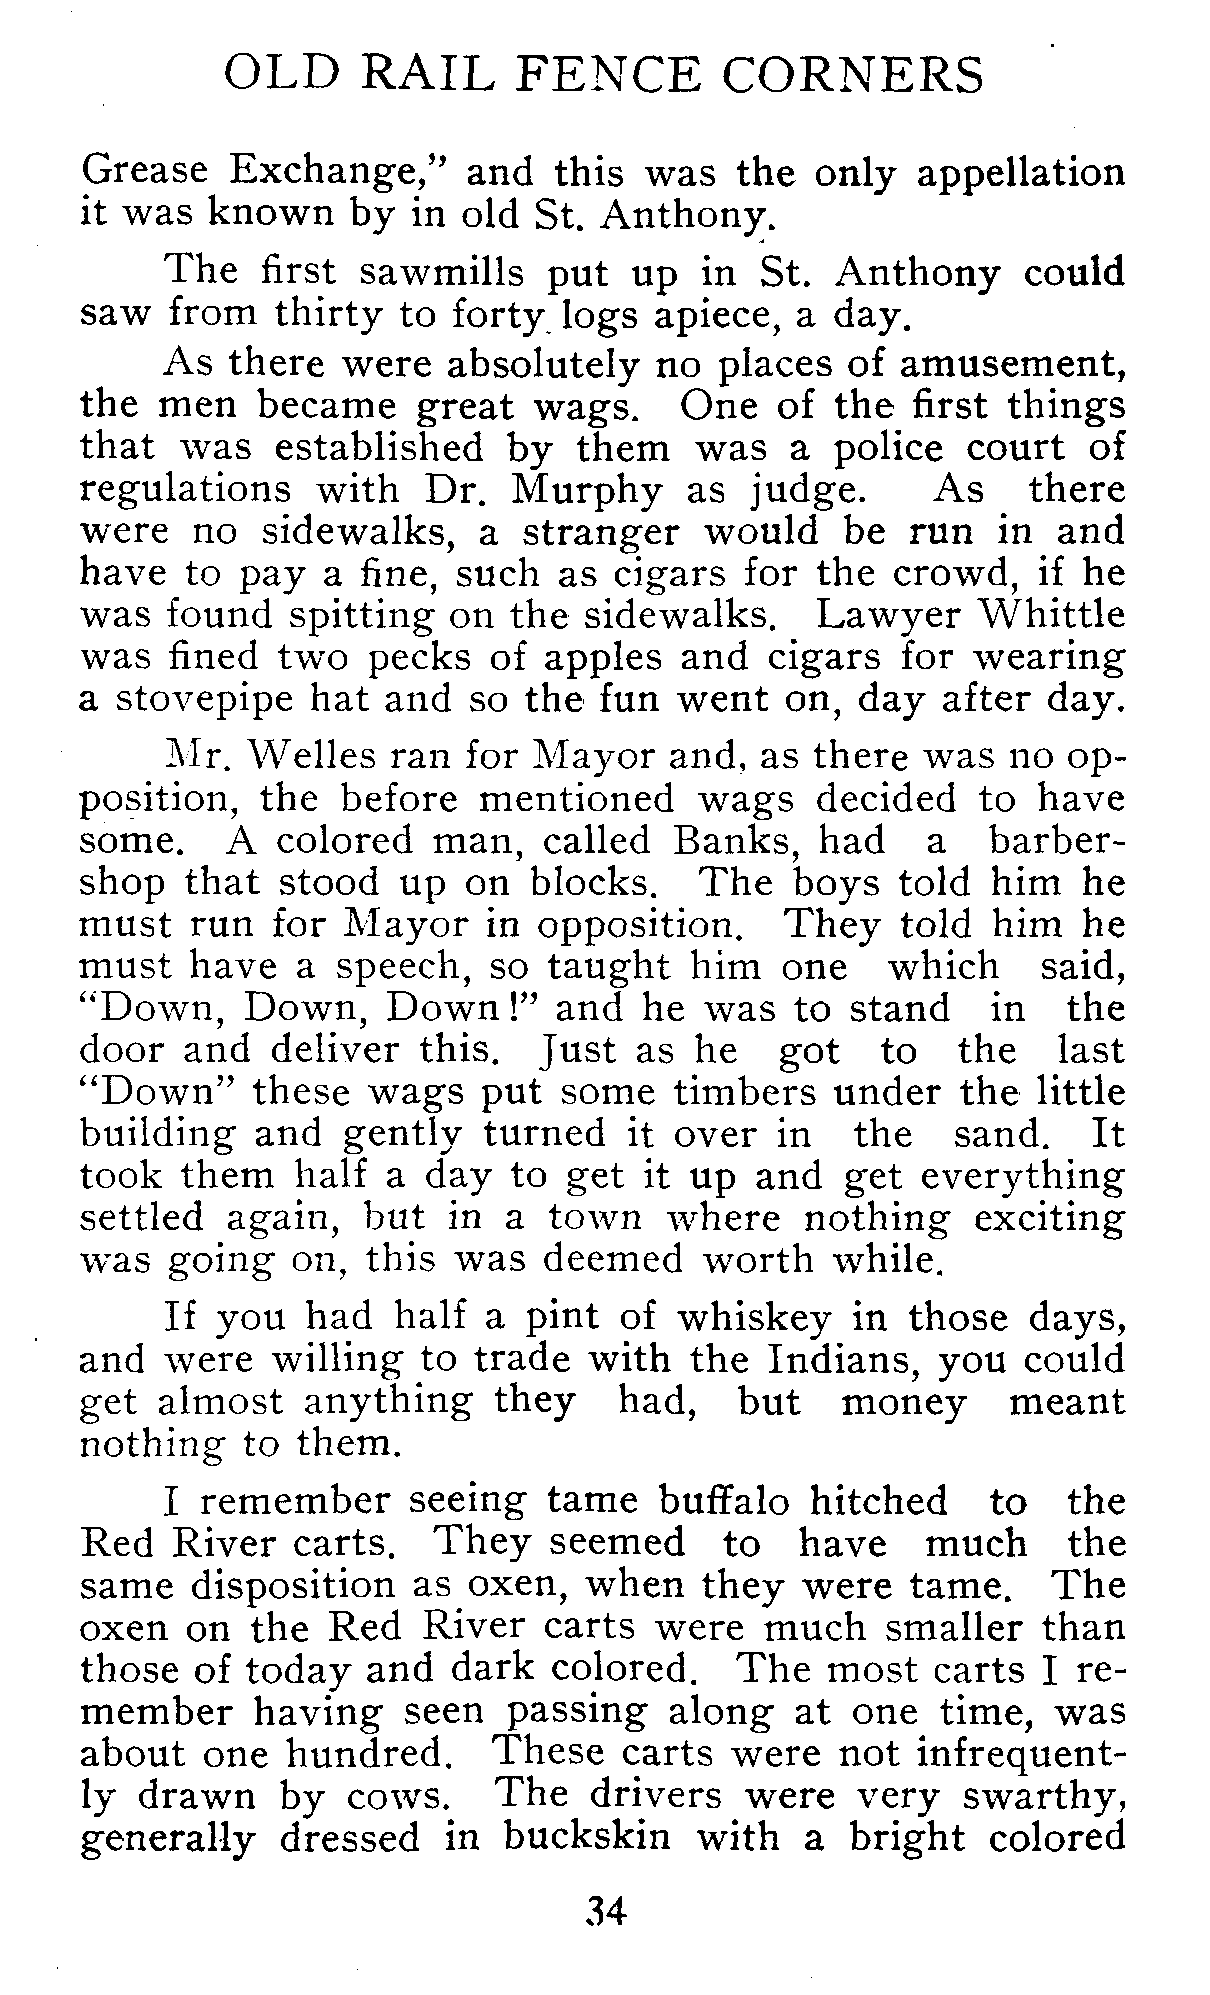 OLD RAIL FENCE CORNERS
Grease Exchange,” and this was the only appellation
it was known by in old St. Anthony.
The first sawmills put up in St. Anthony could
saw from thirty to forty logs apiece, a day.
As there were absolutely no places of amusement,
the men became great wags. One of the first things
that was established by them was a police court of
regulations with Dr. Murphy as judge. As there
were no sidewalks, a stranger would be run in and
have to pay a fine, such as cigars for the crowd, if he
was found spitting on the sidewalks. Lawyer Whittle
was fined two pecks of apples and cigars for wearing
a stovepipe hat and so the fun went on, day after day.
Mr. Welles ran for Mayor and, as there was no op-
position, the before mentioned wags decided to have
some. A colored man, called Banks, had a barber-
shop that stood up on blocks. The boys told him he
must run for Mayor in opposition. They told him he
must have a speech, so taught him one which said,
“Down, Down, Down!” and he was to stand in the
door and deliver this. Just as he got to the last
“Down” these wags put some timbers under the little
building and gently turned it over in the sand. It
took them half a day to get it up and get everything
settled again, but in a town where nothing exciting
was going on, this was deemed worth while.
If you had half a pint of whiskey in those days,
and were willing to trade with the Indians, you could
get almost anything they had, but money meant
nothing to them.
I remember seeing tame buffalo hitched to the
Red River carts. They seemed to have much the
same disposition as oxen, when they were tame. The
oxen on the Red River carts were much smaller than
those of today and dark colored. The most carts I re-
member having seen passing along at one time, was
about one hundred. These carts were not infrequent-
ly drawn by cows. The drivers were very swarthy,
generally dressed in buckskin with a bright colored
34